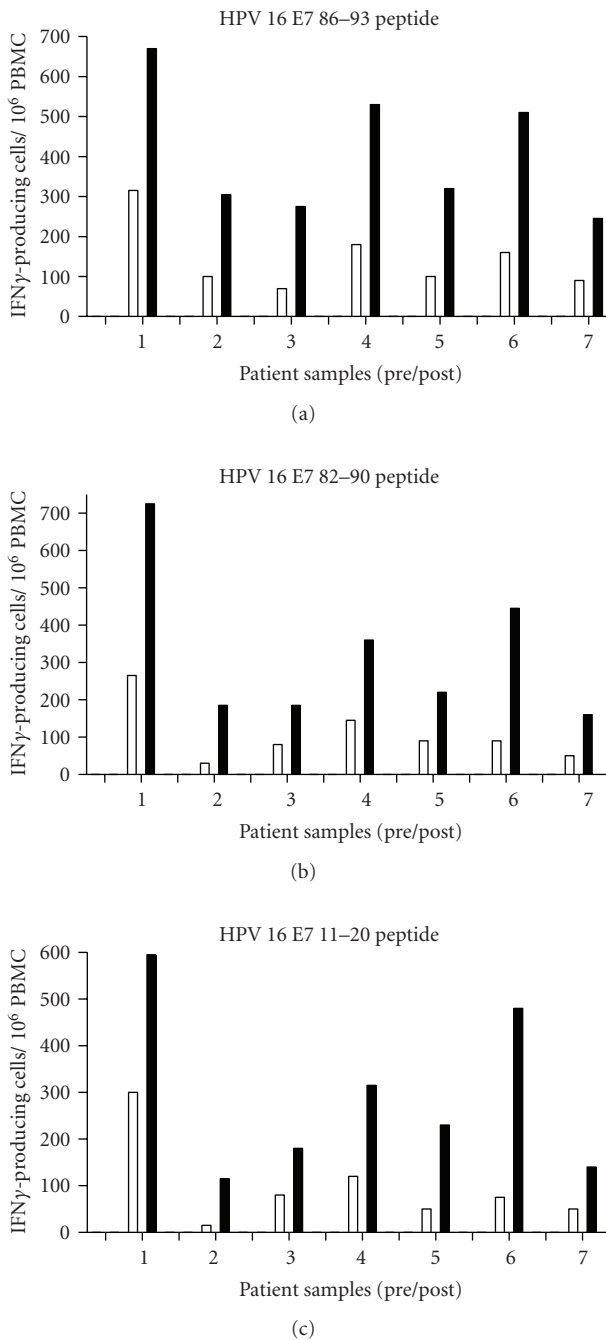 HPV 16 E7 86–93 peptide
IFNγ-producing cells/ 10⁶ PBMC
700
600
500
400
300
200
100
0
1 2 3 4 5 6 7
Patient samples (pre/post)
(a)
HPV 16 E7 82–90 peptide
IFNγ-producing cells/ 10⁶ PBMC
700
600
500
400
300
200
100
0
1 2 3 4 5 6 7
Patient samples (pre/post)
(b)
HPV 16 E7 11–20 peptide
IFNγ-producing cells/ 10⁶ PBMC
600
500
400
300
200
100
0
1 2 3 4 5 6 7
Patient samples (pre/post)
(c)